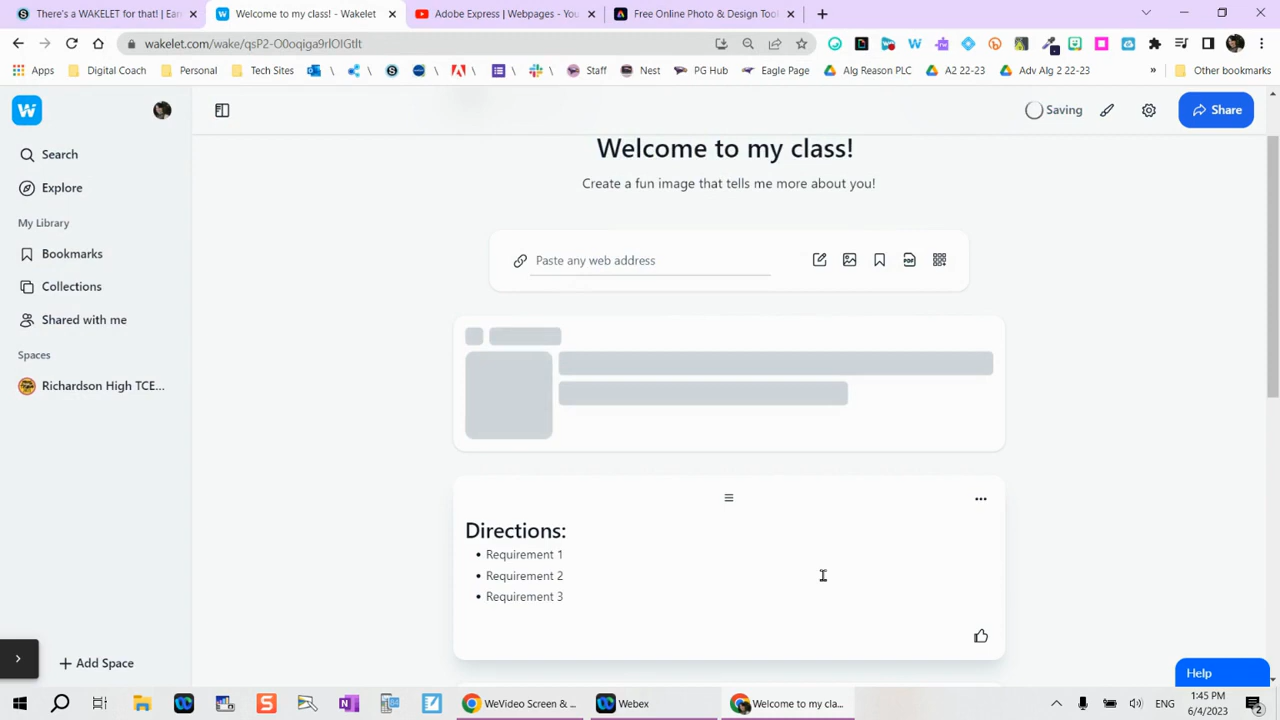 There's a WAKELET for that! | Ear
Welcome to my class! - Wakelet
Adobe Express | Webpages - You
Free Online Photo & Design Tool
wakelet.com/wake/qsP2-O0oqiga9rlOIGtlt
Apps
Digital Coach
Personal
Tech Sites
\
\
\
\
\
\
\
Staff
Nest
PG Hub
Eagle Page
Alg Reason PLC
A2 22-23
Adv Alg 2 22-23
»
Other bookmarks
W
Saving
Share
Search
Explore
My Library
Bookmarks
Collections
Shared with me
Spaces
Richardson High TCE...
Add Space
Welcome to my class!
Create a fun image that tells me more about you!
Paste any web address
PDF
Directions:
• Requirement 1
• Requirement 2
• Requirement 3
Help
WeVideo Screen & ...
Webex
Welcome to my cla...
ENG
1:45 PM
6/4/2023
2